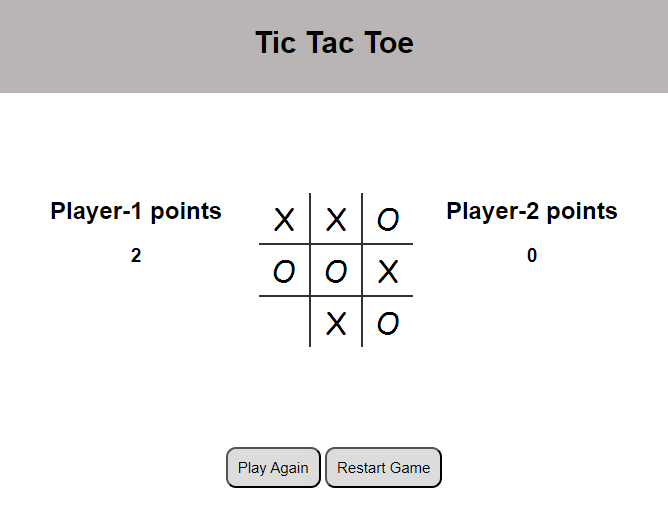 Tic Tac Toe
Player-1 points
2
X X O
O O X
X O
Player-2 points
0
Play Again Restart Game